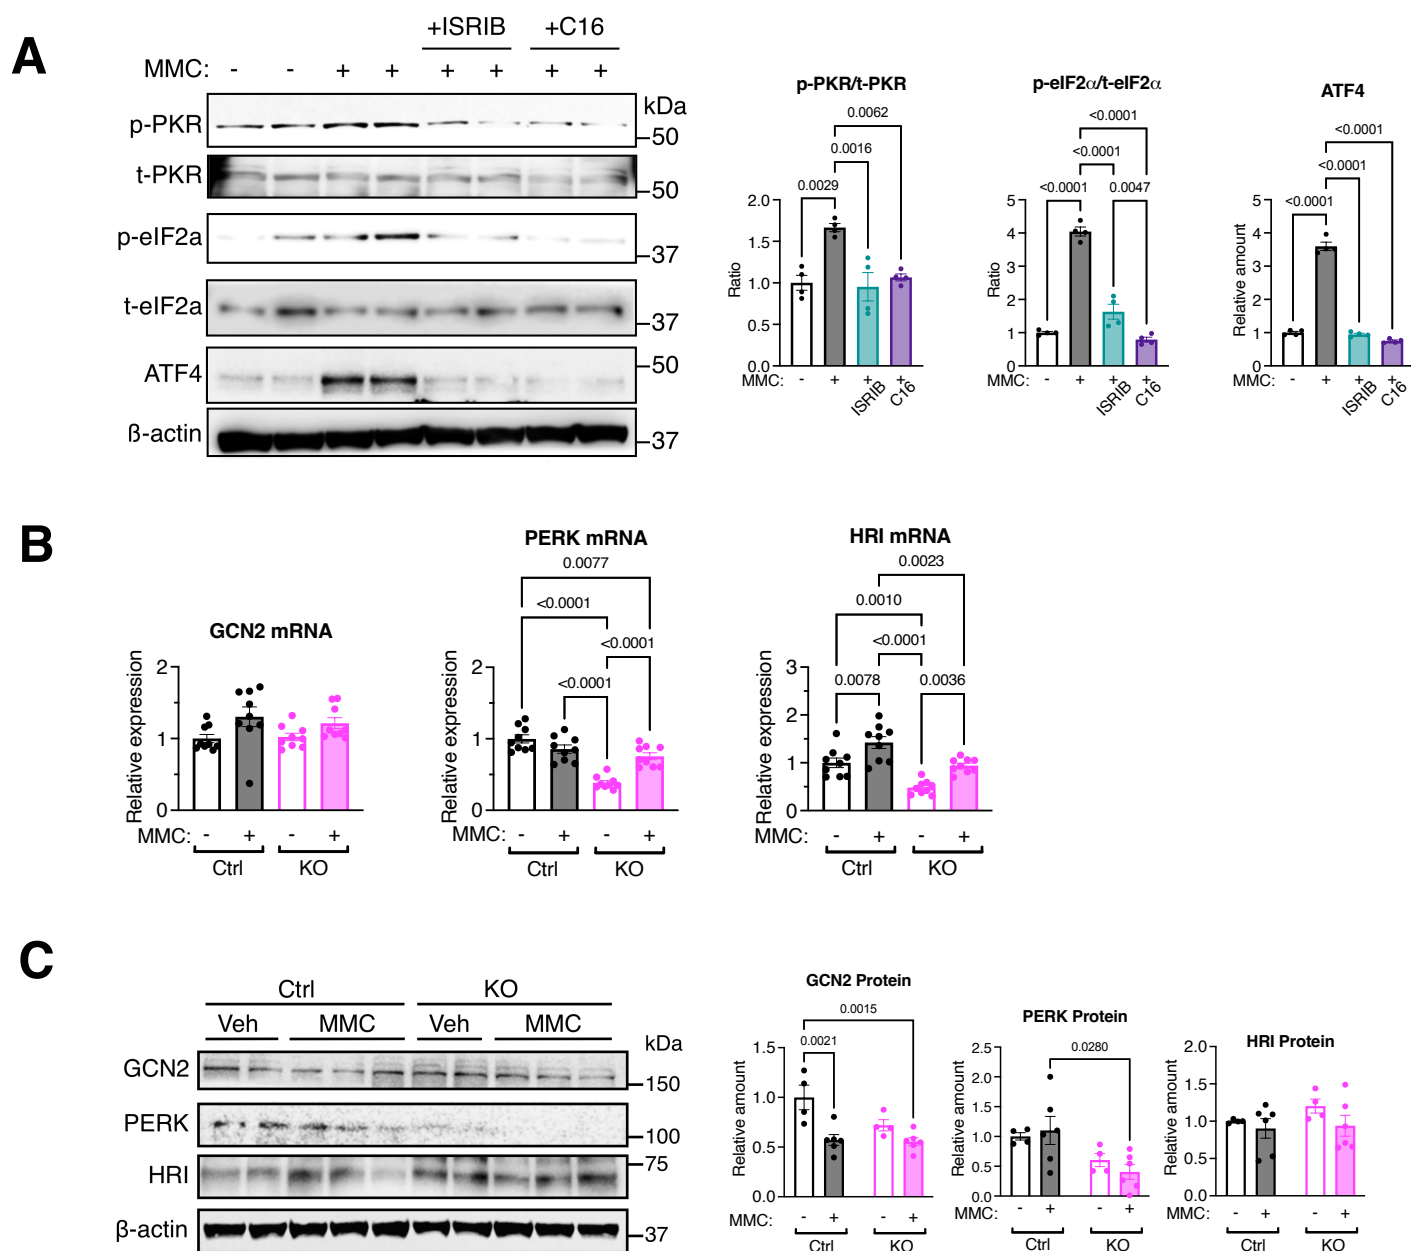 A
+ISRIB +C16
MMC: - - + + + + + +
kDa
p-PKR 50
t-PKR 50
p-eIF2a 37
t-eIF2a 37
ATF4 50
ß-actin 37
p-PKR/t-PKR
0.0062
0.0016
0.0029
Ratio
2.0
1.5
1.0
0.5
0.0
MMC: - + + +
ISRIB C16
p-eIF2α/t-eIF2α
<0.0001
<0.0001
<0.0001 0.0047
Ratio
5
4
3
2
1
0
MMC: - + + +
ISRIB C16
ATF4
<0.0001
<0.0001
<0.0001
Relative amount
5
4
3
2
1
0
MMC: - + + +
ISRIB C16
B
GCN2 mRNA
Relative expression
2
1
0
MMC: - + - +
Ctrl KO
PERK mRNA
0.0077
<0.0001
<0.0001
<0.0001
Relative expression
2
1
0
MMC: - + - +
Ctrl KO
HRI mRNA
0.0023
0.0010
<0.0001
0.0078 0.0036
Relative expression
3
2
1
0
MMC: - + - +
Ctrl KO
C
Ctrl KO
Veh MMC Veh MMC
kDa
GCN2 150
PERK 100
HRI 75
β-actin 37
GCN2 Protein
0.0015
0.0021
Relative amount
1.5
1.0
0.5
0.0
MMC: - + - +
Ctrl KO
PERK Protein
0.0280
Relative amount
2.5
2.0
1.5
1.0
0.5
0.0
MMC: - + - +
Ctrl KO
HRI Protein
Relative amount
2.0
1.5
1.0
0.5
0.0
MMC: - + - +
Ctrl KO